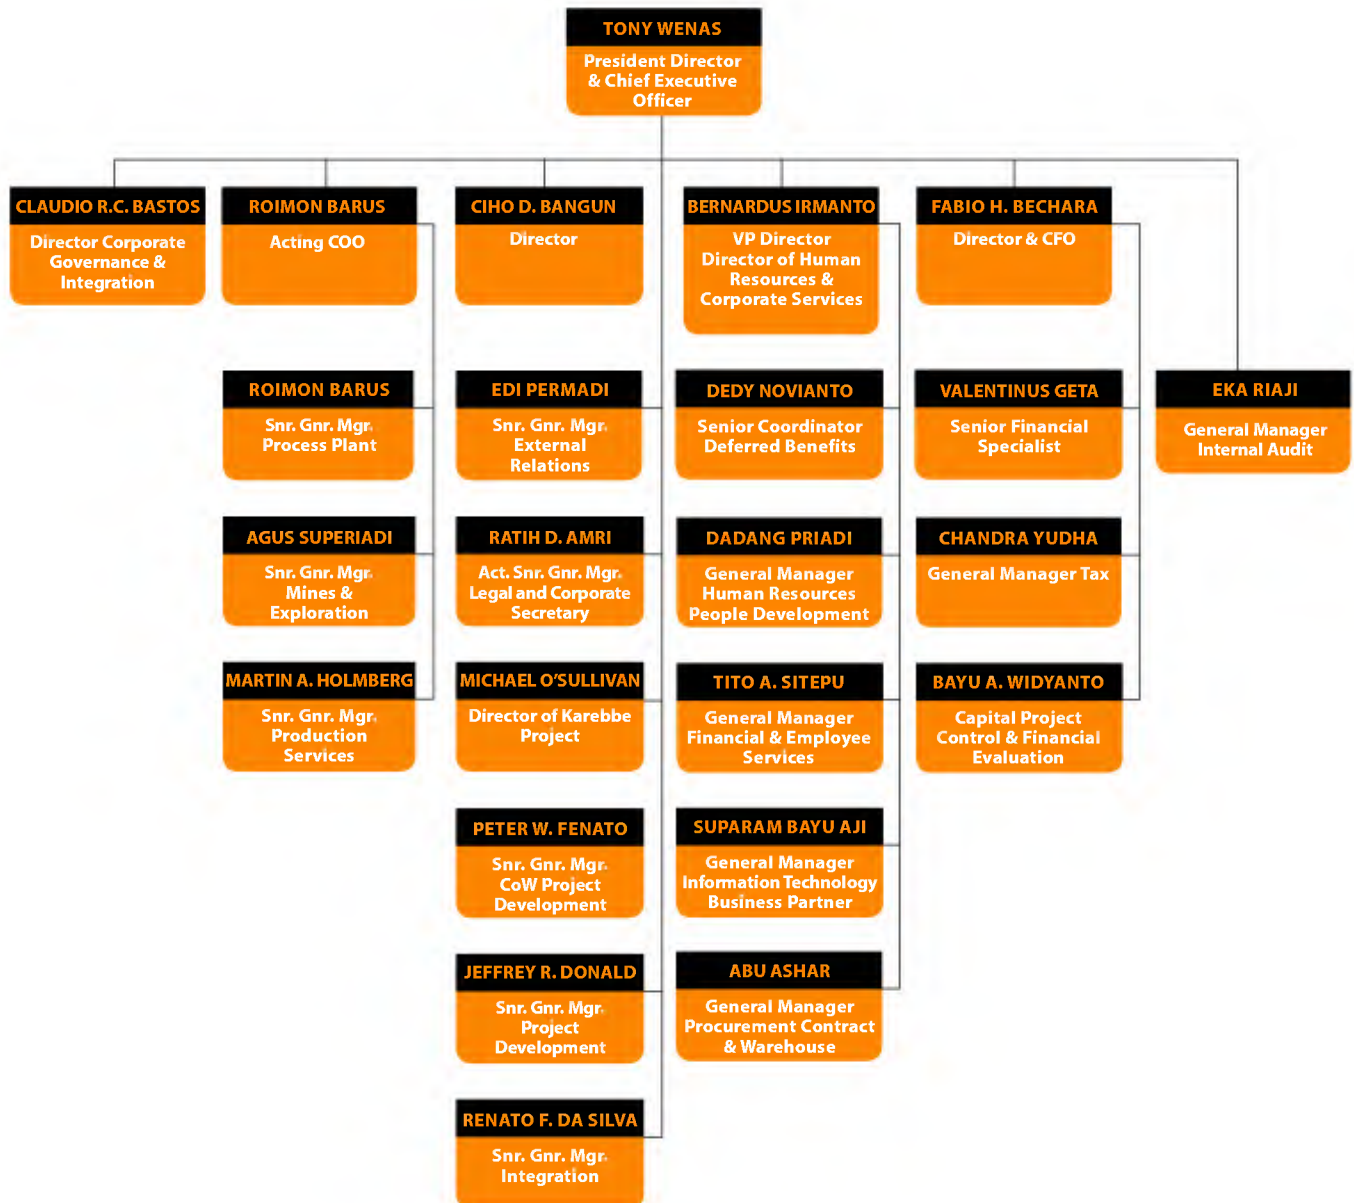 TONY WENAS
President Director
& Chief Executive
Officer
CLAUDIO R.C. BASTOS
Director Corporate
Governance &
Integration
ROIMON BARUS
Acting COO
CIHO D. BANGUN
Director
BERNARDUS IRMANTO
VP Director
Director of Human
Resources &
Corporate Services
FABIO H. BECHARA
Director & CFO
ROIMON BARUS
Snr. Gnr. Mgr.
Process Plant
EDI PERMADI
Snr. Gnr. Mgr.
External
Relations
DEDY NOVIANTO
Senior Coordinator
Deferred Benefits
VALENTINUS GETA
Senior Financial
Specialist
EKA RIAJI
General Manager
Internal Audit
AGUS SUPERIADI
Snr. Gnr. Mgr.
Mines &
Exploration
RATIH D. AMRI
Act. Snr. Gnr. Mgr.
Legal and Corporate
Secretary
DADANG PRIADI
General Manager
Human Resources
People Development
CHANDRA YUDHA
General Manager Tax
MARTIN A. HOLMBERG
Snr. Gnr. Mgr.
Production
Services
MICHAEL O'SULLIVAN
Director of Karebbe
Project
TITO A. SITEPU
General Manager
Financial & Employee
Services
BAYU A. WIDYANTO
Capital Project
Control & Financial
Evaluation
PETER W. FENATO
Snr. Gnr. Mgr.
CoW Project
Development
SUPARAM BAYU AJI
General Manager
Information Technology
Business Partner
JEFFREY R. DONALD
Snr. Gnr. Mgr.
Project
Development
ABU ASHAR
General Manager
Procurement Contract
& Warehouse
RENATO F. DA SILVA
Snr. Gnr. Mgr.
Integration